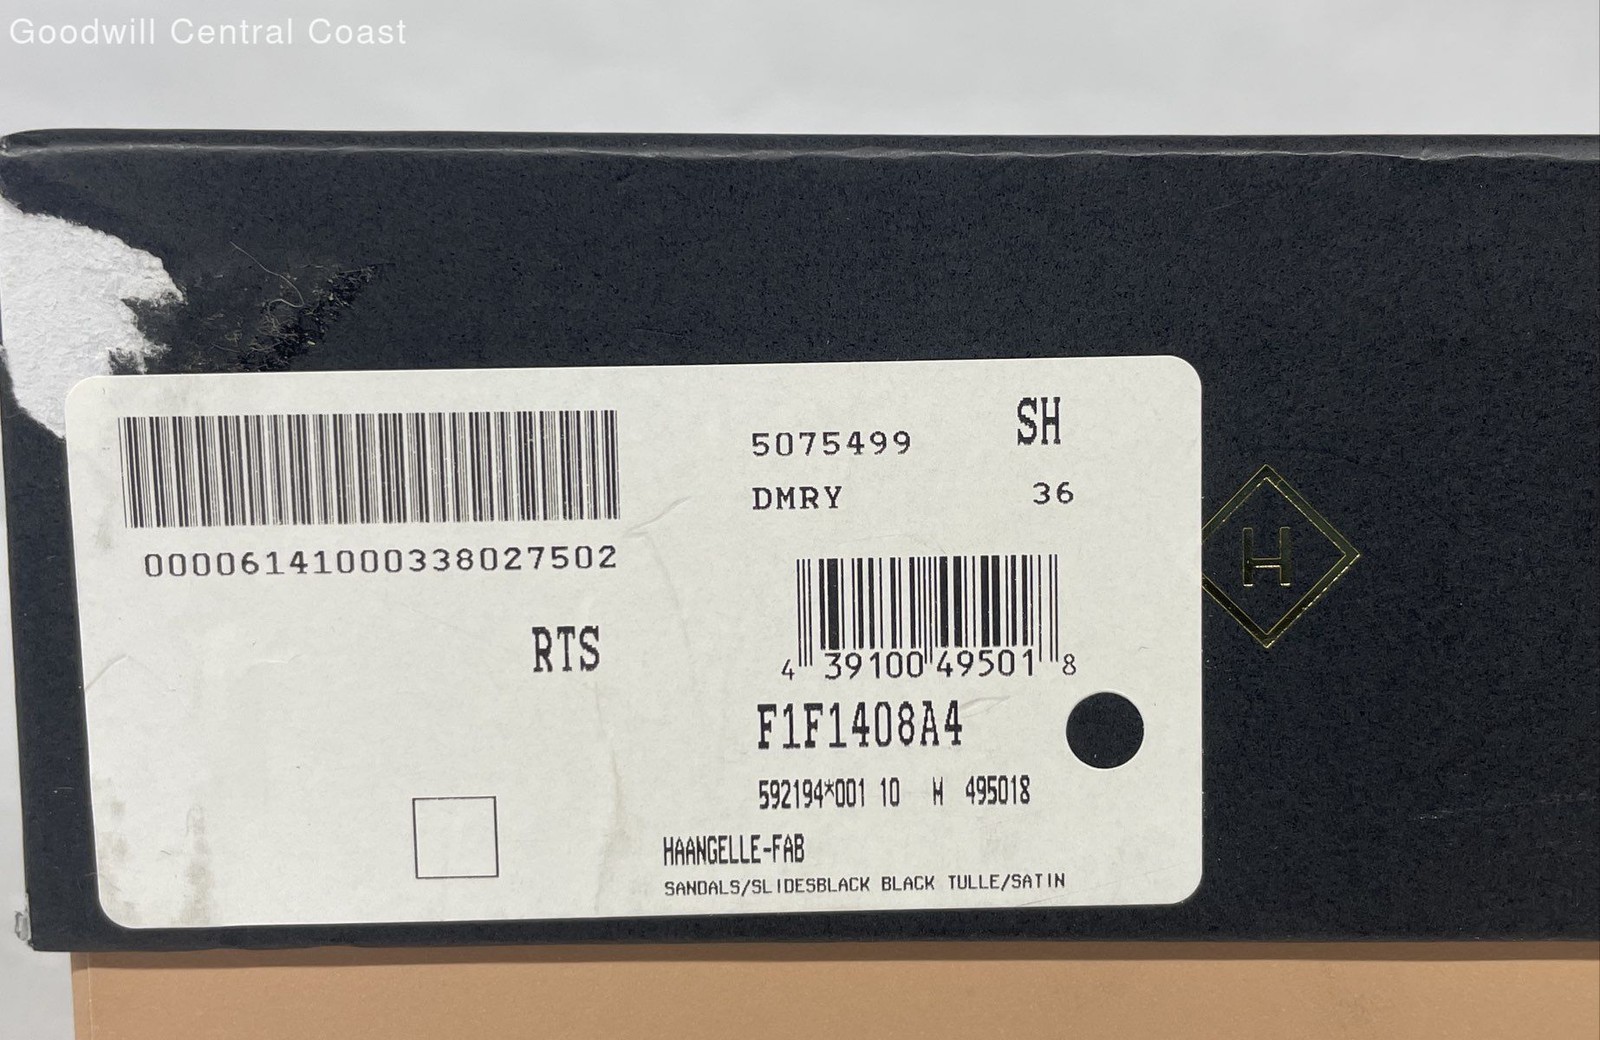 Goodwill Central Coast
00006141000338027502
RTS
5075499
SH
DMRY
36
4 39100 49501 8
F1F1408A4
592194*001 10 M 495018
HAANGELLE-FAB
SANDALS/SLIDESBLACK BLACK TULLE/SATIN
H